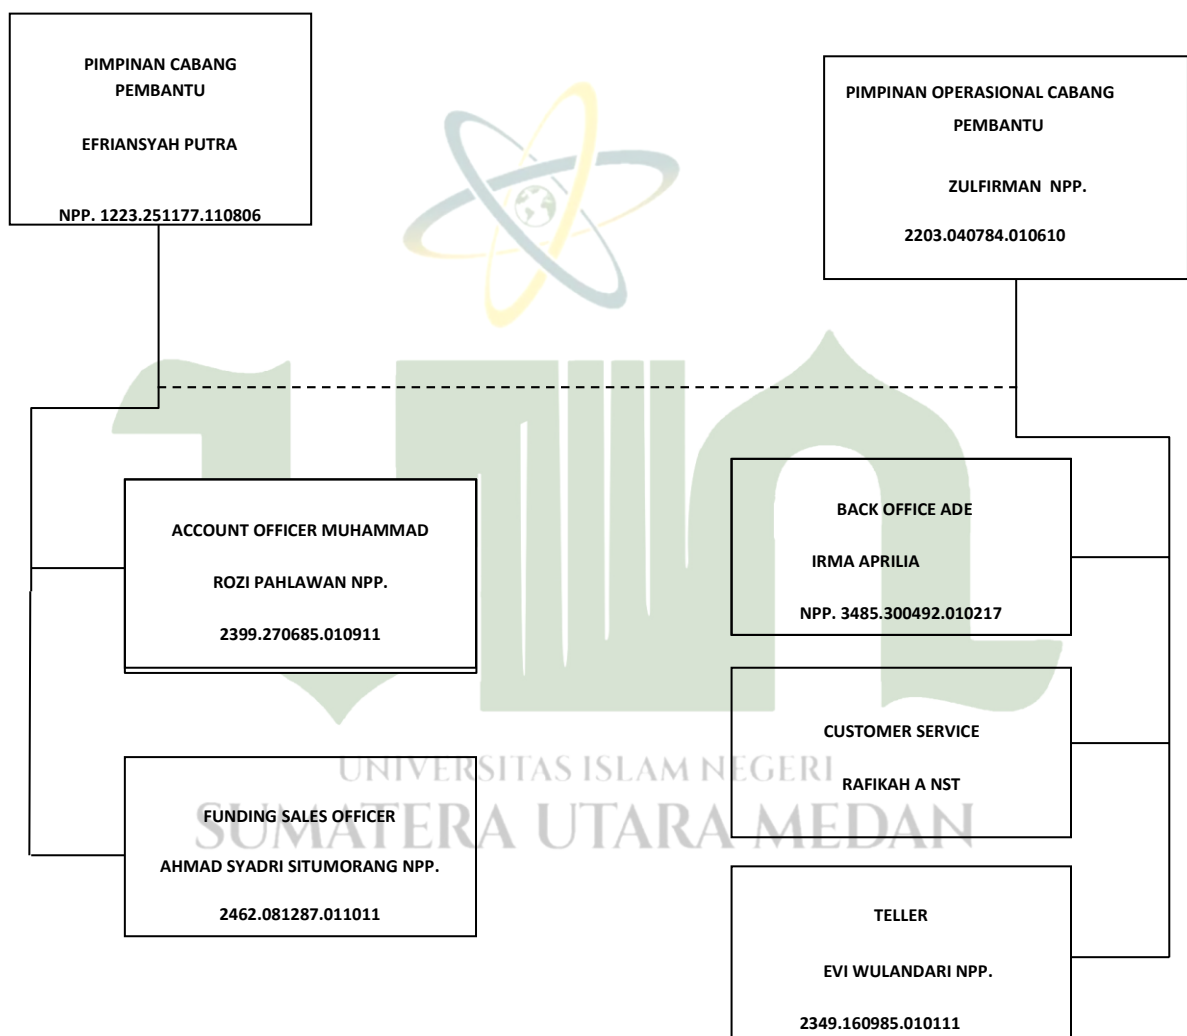 PIMPINAN CABANG
PEMBANTU
EFRIANSYAH PUTRA
NPP. 1223.251177.110806
PIMPINAN OPERASIONAL CABANG
PEMBANTU
ZULFIRMAN NPP.
2203.040784.010610
ACCOUNT OFFICER MUHAMMAD
ROZI PAHLAWAN NPP.
2399.270685.010911
BACK OFFICE ADE
IRMA APRILIA
NPP. 3485.300492.010217
CUSTOMER SERVICE
RAFIKAH A NST
FUNDING SALES OFFICER
AHMAD SYADRI SITUMORANG NPP.
2462.081287.011011
TELLER
EVI WULANDARI NPP.
2349.160985.010111
UNIVERSITAS ISLAM NEGERI
SUMATERA UTARA MEDAN